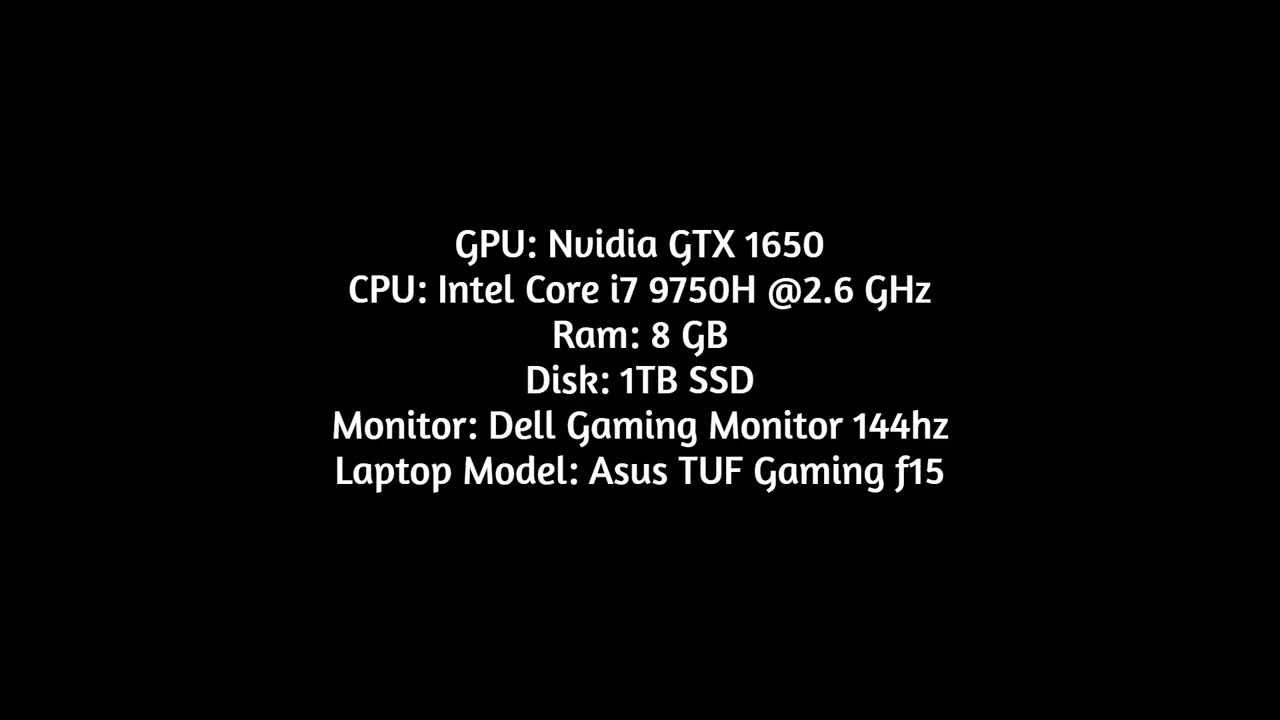 GPU: Nvidia GTX 1650
CPU: Intel Core i7 9750H @2.6 GHz
Ram: 8 GB
Disk: 1TB SSD
Monitor: Dell Gaming Monitor 144hz
Laptop Model: Asus TUF Gaming f15